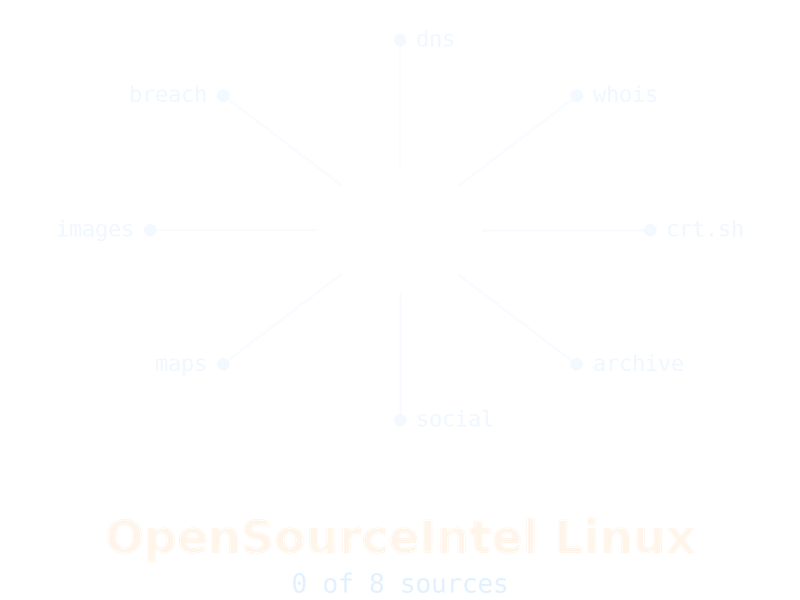 dns
breach
whois
images
crt.sh
maps
archive
social
OpenSourceIntel Linux
0 of 8 sources